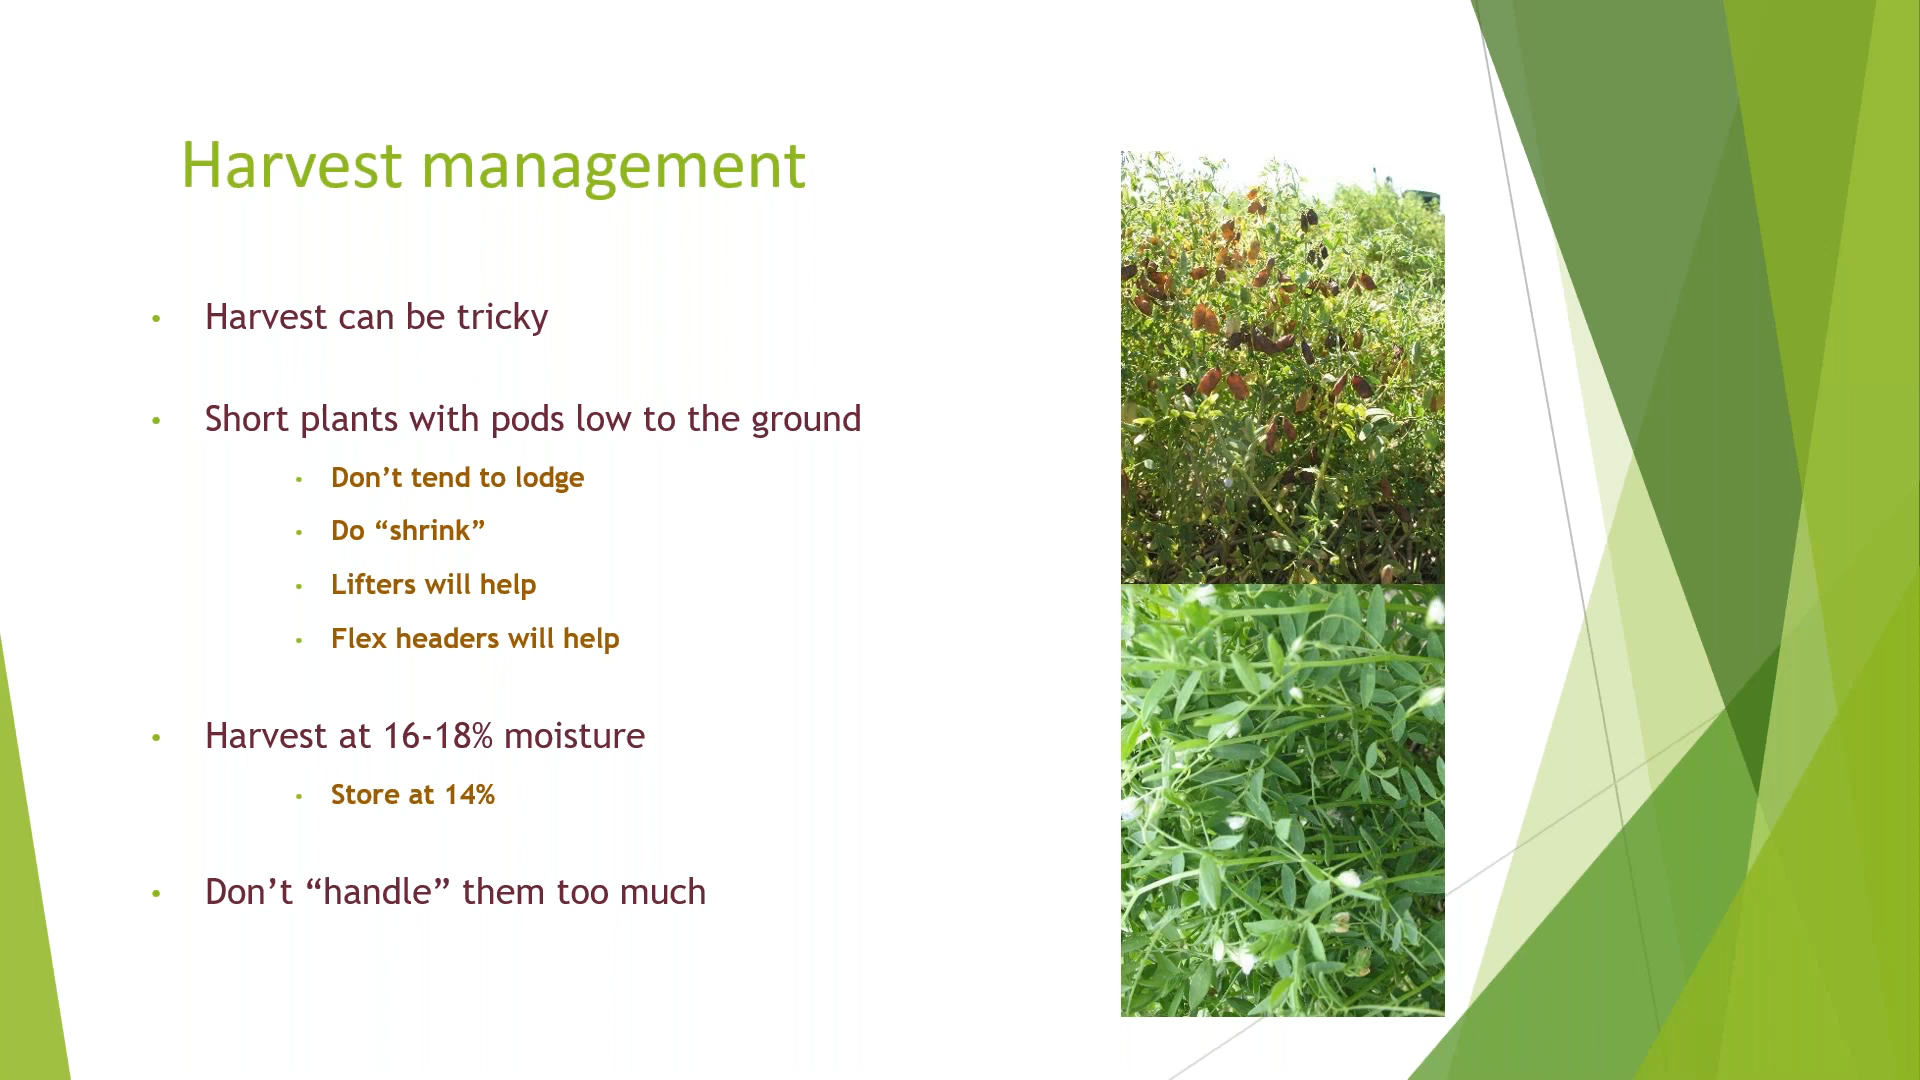 Harvest management
• Harvest can be tricky
• Short plants with pods low to the ground
• Don’t tend to lodge
• Do “shrink”
• Lifters will help
• Flex headers will help
• Harvest at 16-18% moisture
• Store at 14%
• Don’t “handle” them too much